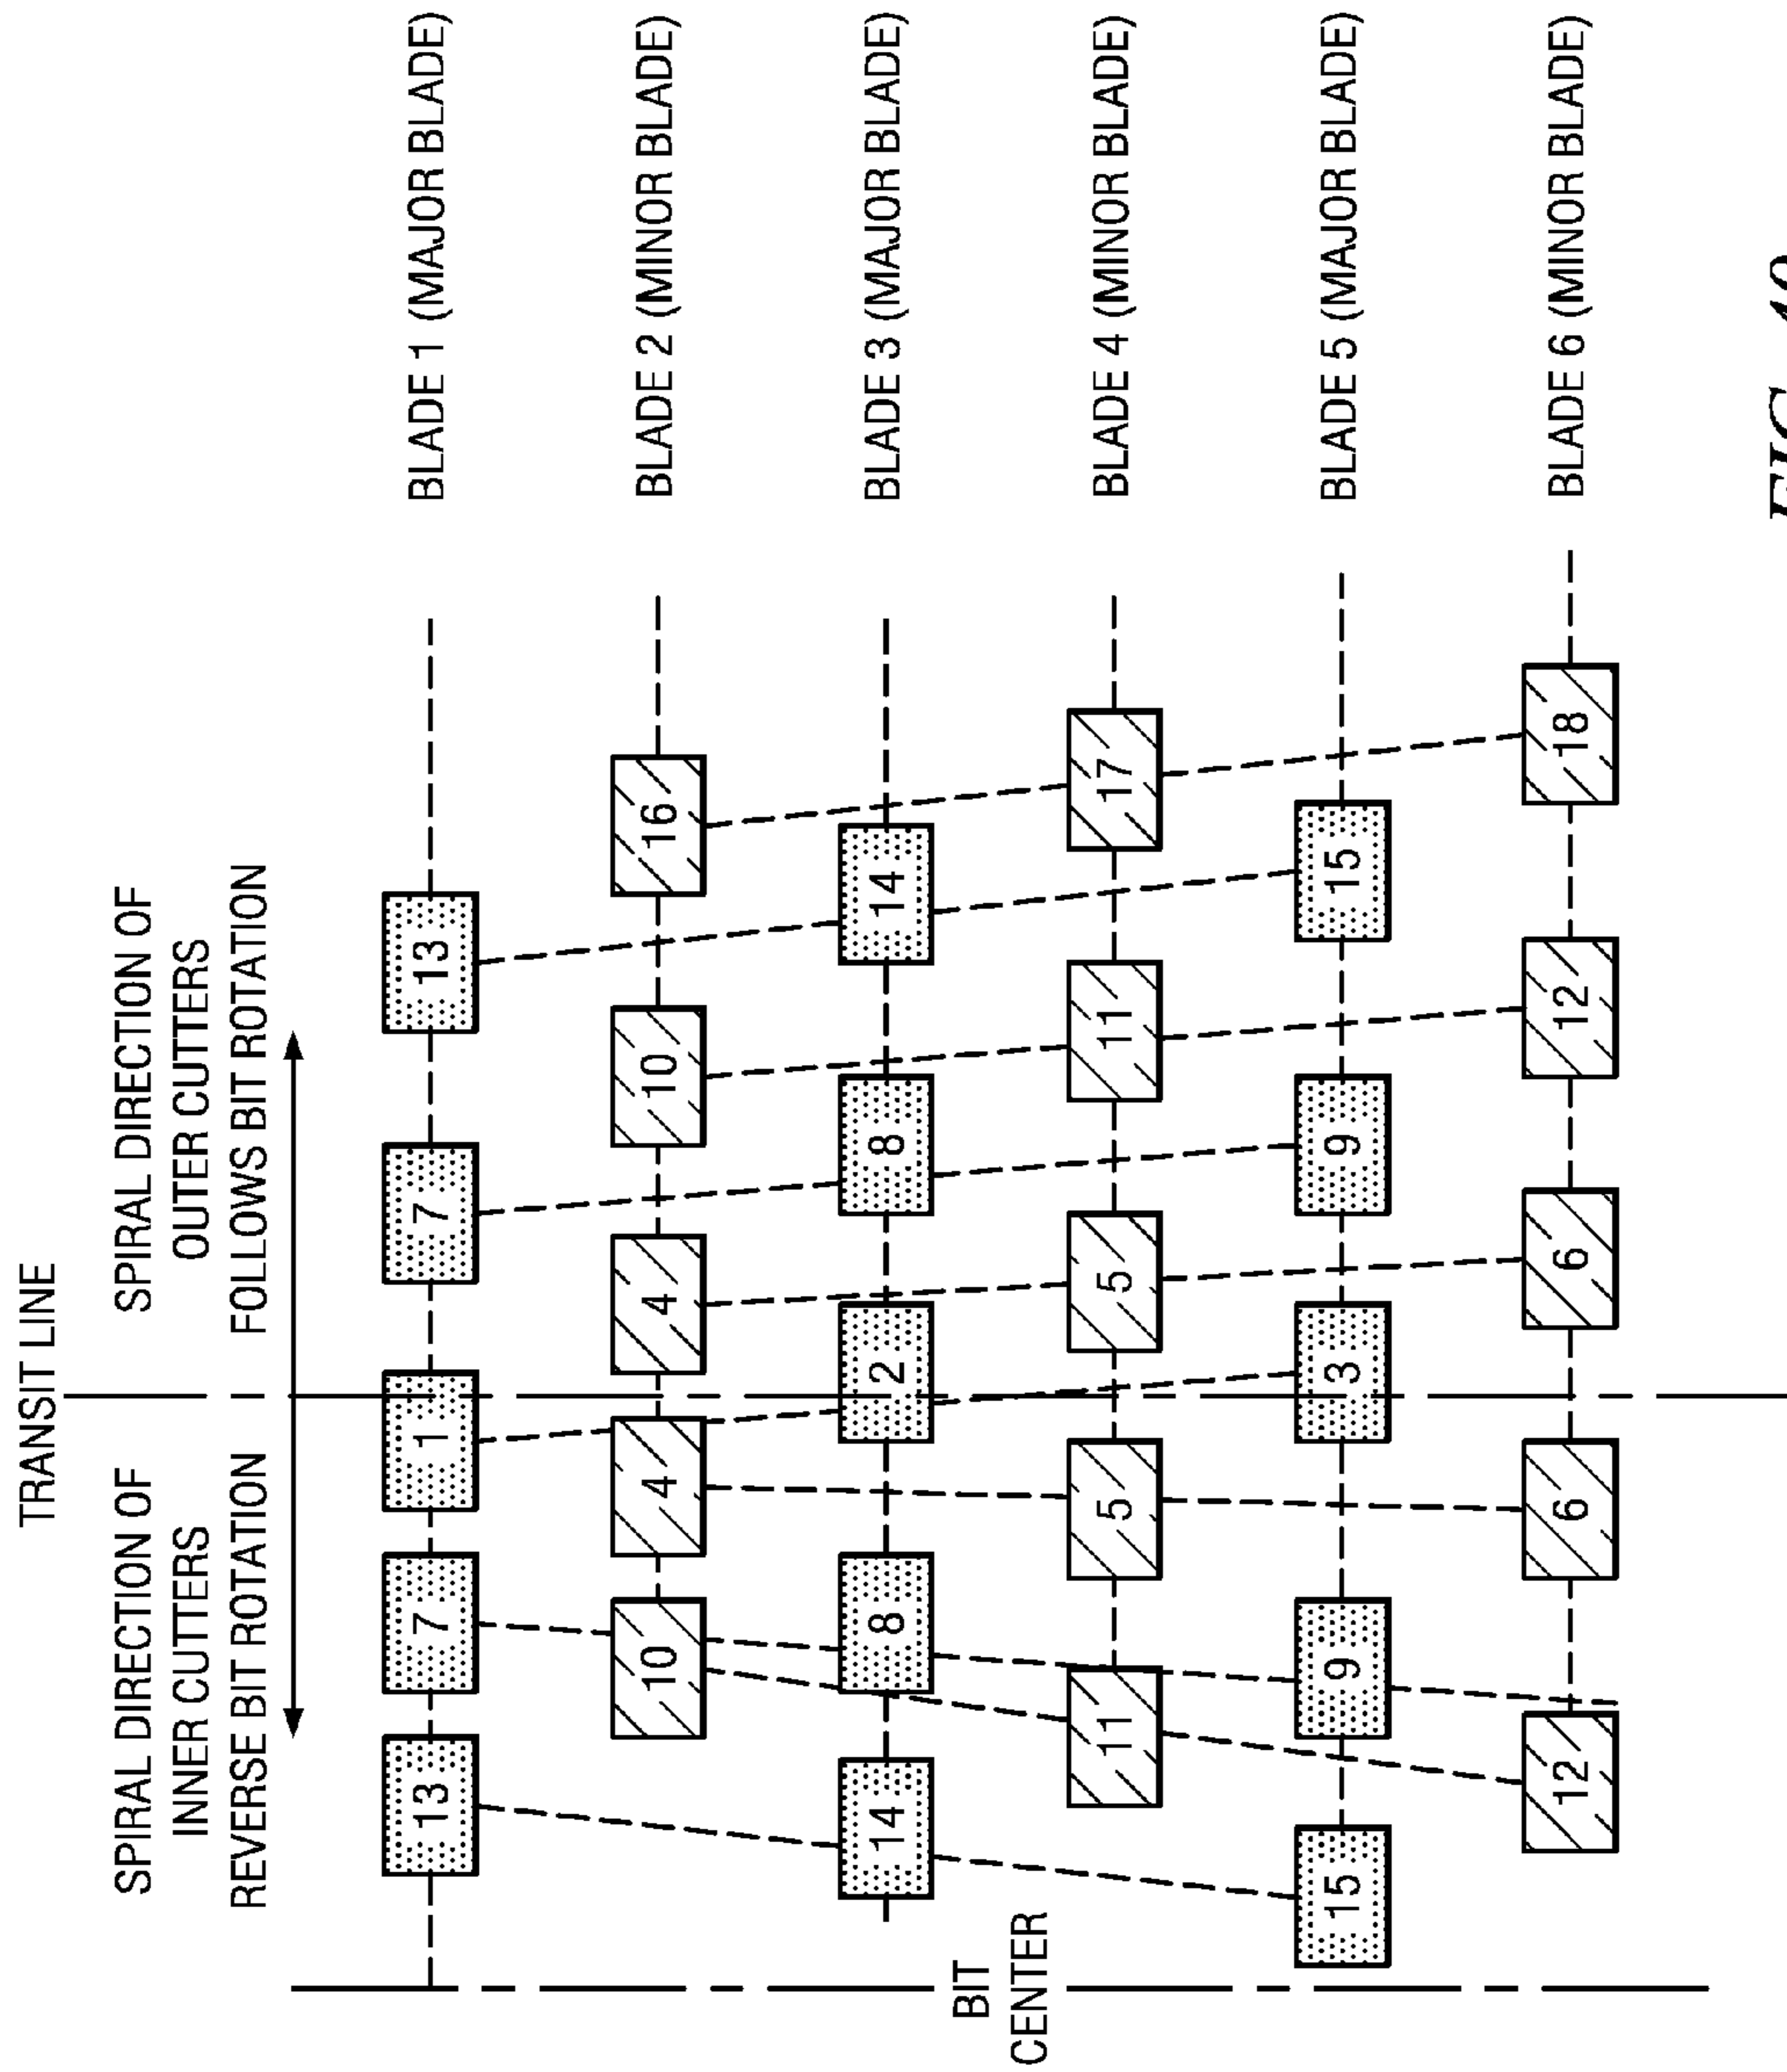 TRANSIT LINE
SPIRAL DIRECTION OF
INNER CUTTERS
REVERSE BIT ROTATION
SPIRAL DIRECTION OF
OUTER CUTTERS
FOLLOWS BIT ROTATION
13 7 1 7 13 BLADE 1 (MAJOR BLADE)
10 4 4 10 16 BLADE 2 (MINOR BLADE)
14 8 2 8 14 BLADE 3 (MAJOR BLADE)
BIT
CENTER
11 5 5 11 17 BLADE 4 (MINOR BLADE)
15 9 3 9 15 BLADE 5 (MAJOR BLADE)
12 6 6 12 18 BLADE 6 (MINOR BLADE)
FIG.